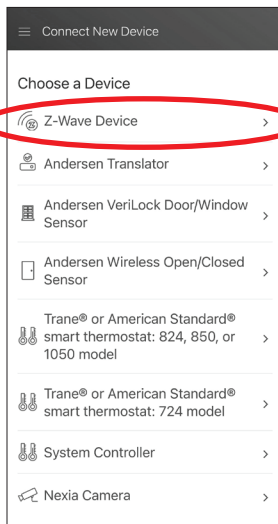 Connect New Device
Choose a Device
Z-Wave Device
Andersen Translator
Andersen VeriLock Door/Window
Sensor
Andersen Wireless Open/Closed
Sensor
Trane® or American Standard®
smart thermostat: 824, 850, or
1050 model
Trane® or American Standard®
smart thermostat: 724 model
System Controller
Nexia Camera